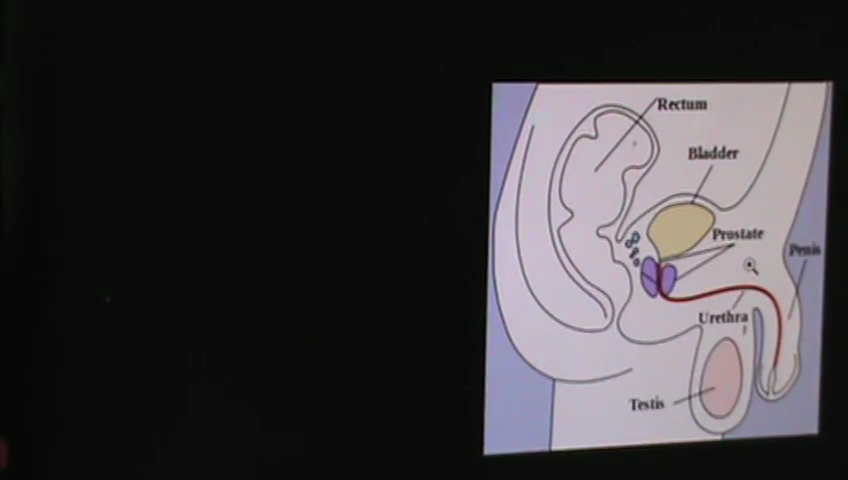 Rectum
Bladder
Prostate
Penis
Urethra
Testis